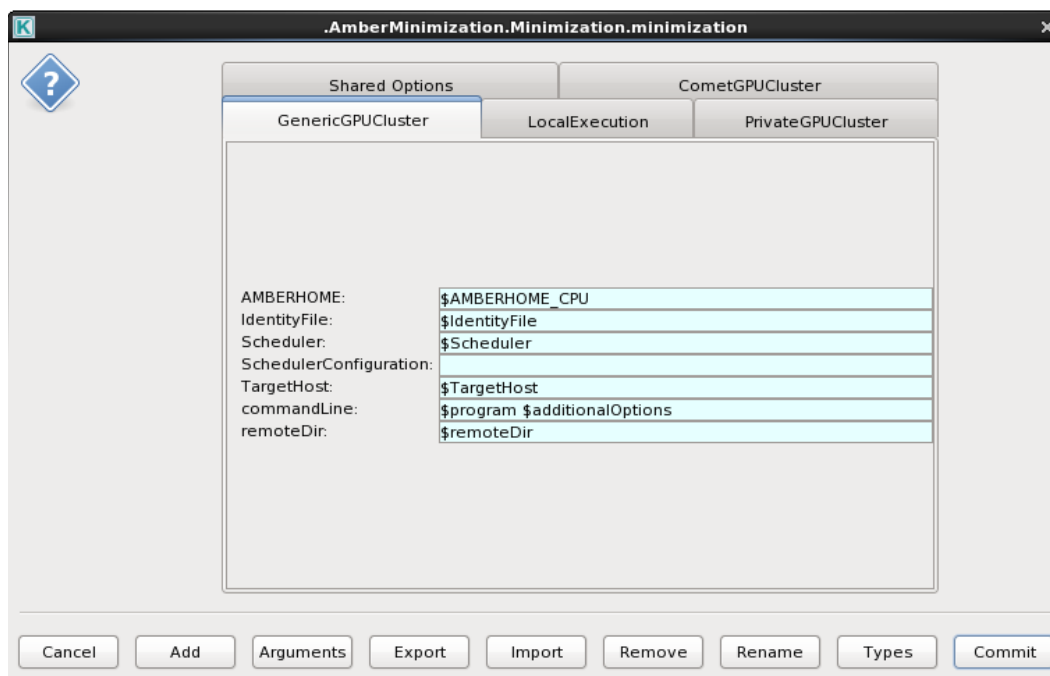 K .AmberMinimization.Minimization.minimization
?
Shared Options CometGPUCluster
GenericGPUCluster LocalExecution PrivateGPUCluster
AMBERHOME: $AMBERHOME_CPU
IdentityFile: $IdentityFile
Scheduler: $Scheduler
SchedulerConfiguration:
TargetHost: $TargetHost
commandLine: $program $additionalOptions
remoteDir: $remoteDir
Cancel Add Arguments Export Import Remove Rename Types Commit